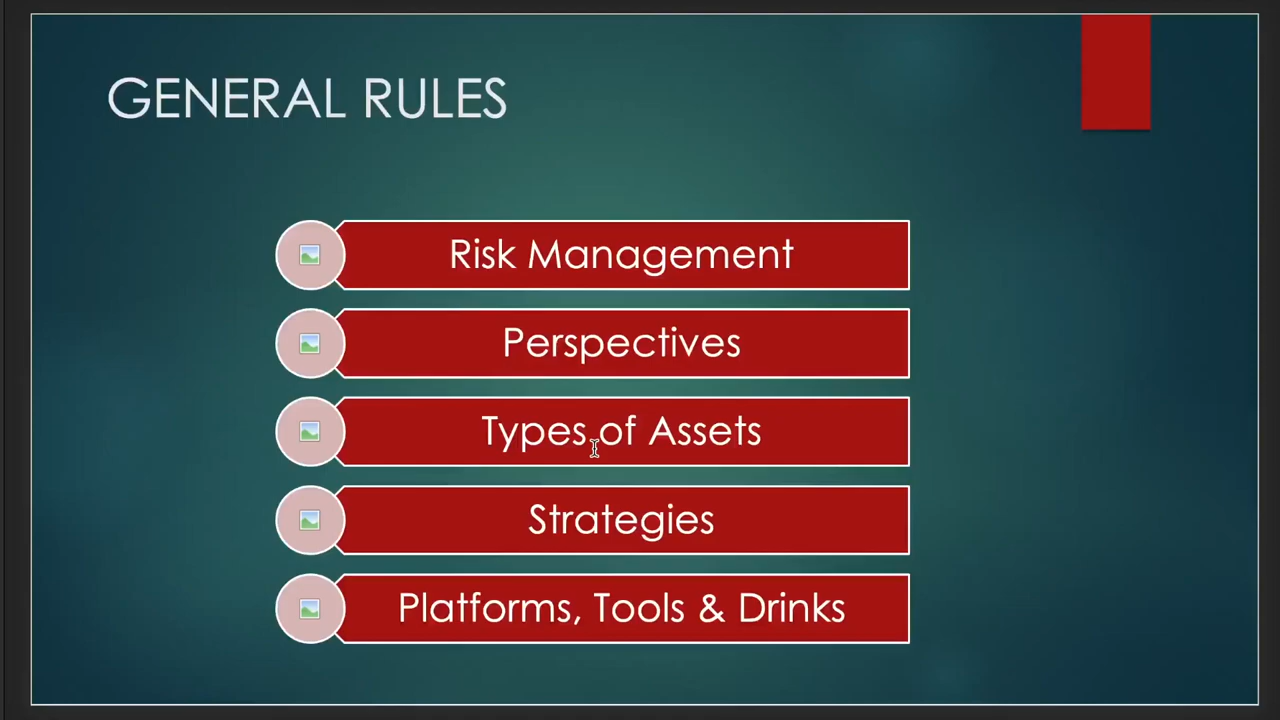 GENERAL RULES
Risk Management
Perspectives
Types of Assets
Strategies
Platforms, Tools & Drinks